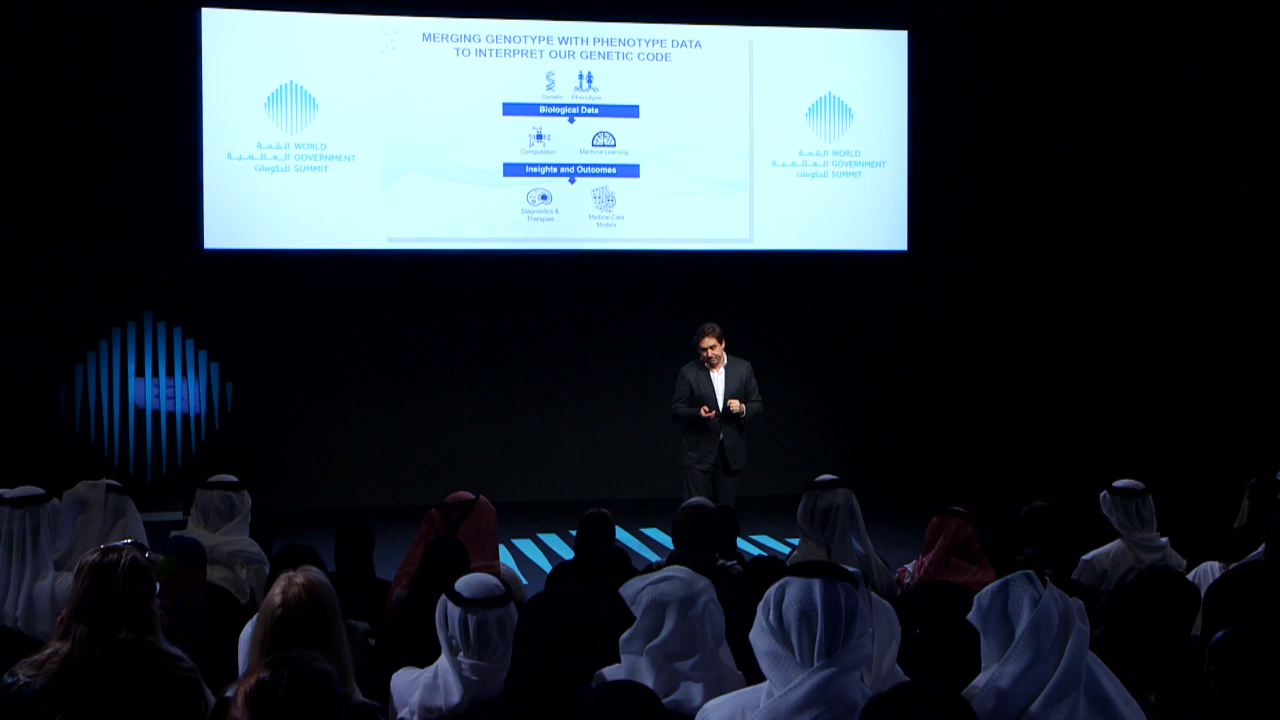 MERGING GENOTYPE WITH PHENOTYPE DATA
TO INTERPRET OUR GENETIC CODE
Genetic Phenotype
Biological Data
Computation Machine Learning
Insights and Outcomes
Diagnostics & Therapies
Medical Care Models
القمة WORLD
العالمية GOVERNMENT
للحكومات SUMMIT
القمة WORLD
العالمية GOVERNMENT
للحكومات SUMMIT